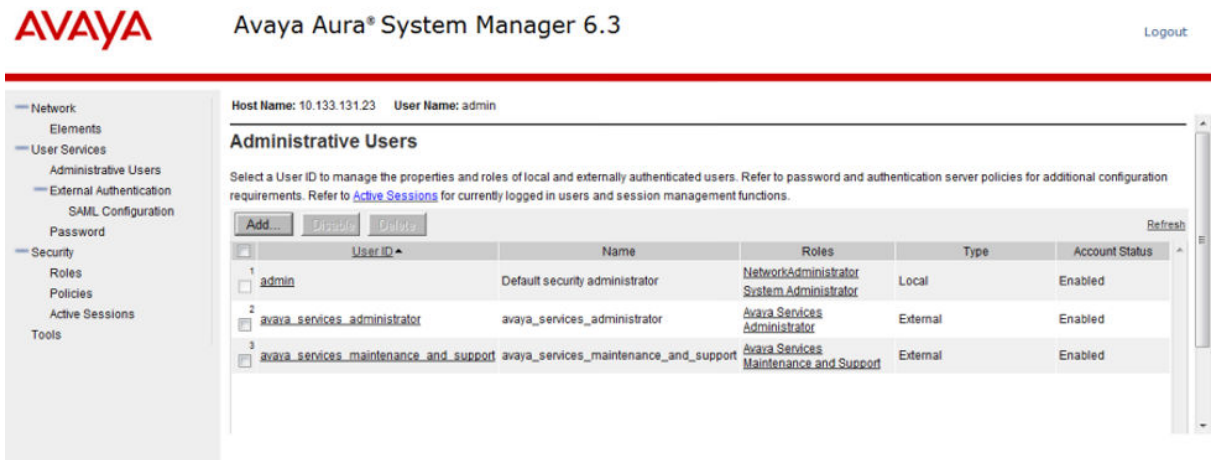 AVAYA
Avaya Aura® System Manager 6.3
Logout
Network
Elements
User Services
Administrative Users
External Authentication
SAML Configuration
Password
Security
Roles
Policies
Active Sessions
Tools
Host Name: 10.133.131.23 User Name: admin
Administrative Users
Select a User ID to manage the properties and roles of local and externally authenticated users. Refer to password and authentication server policies for additional configuration
requirements. Refer to Active Sessions for currently logged in users and session management functions.
Add... Disable Delete Refresh
User ID Name Roles Type Account Status
1 admin Default security administrator NetworkAdministrator Local Enabled
System Administrator
2 avaya_services_administrator avaya_services_administrator Avaya Services External Enabled
Administrator
3 avaya_services_maintenance_and_support avaya_services_maintenance_and_support Avaya Services External Enabled
Maintenance and Support